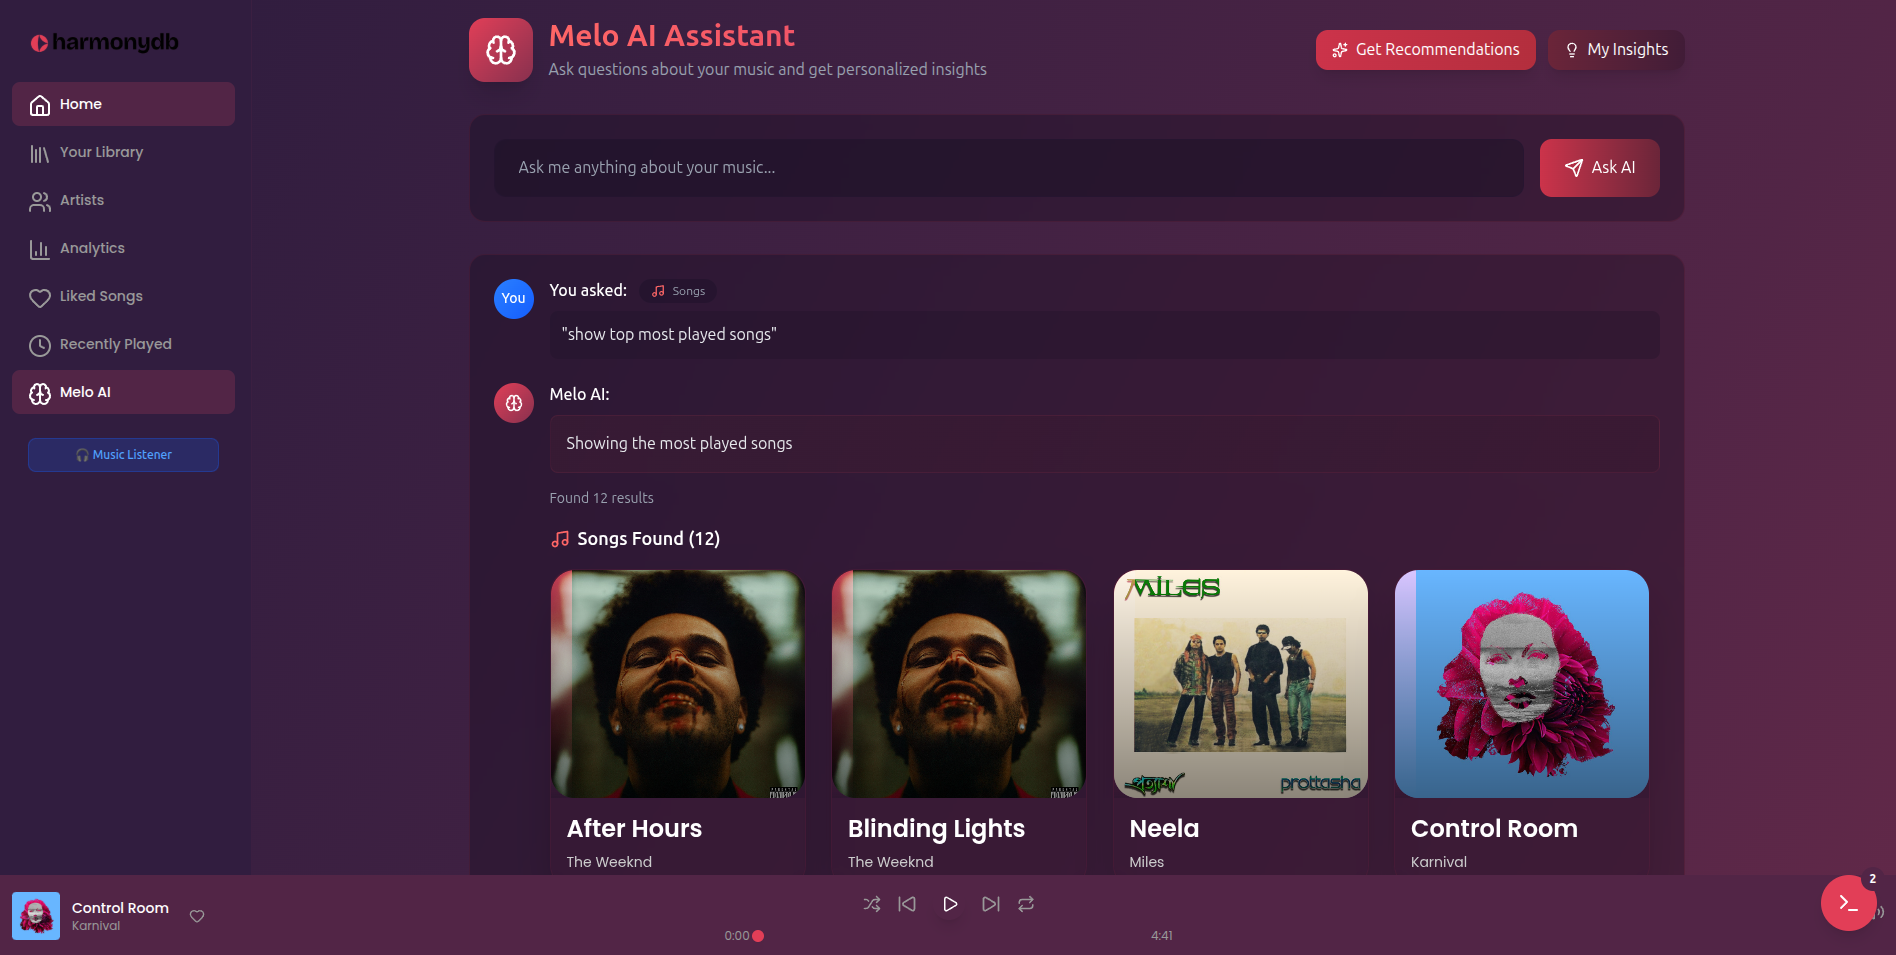 harmonydb
Home
Your Library
Artists
Analytics
Liked Songs
Recently Played
Melo AI
Music Listener
Melo AI Assistant
Ask questions about your music and get personalized insights
Get Recommendations
My Insights
Ask me anything about your music...
Ask AI
You
You asked:
Songs
"show top most played songs"
Melo AI:
Showing the most played songs
Found 12 results
Songs Found (12)
MILES
প্রত্যাশা
prottasha
After Hours
The Weeknd
Blinding Lights
The Weeknd
Neela
Miles
Control Room
Karnival
Control Room
Karnival
0:00
4:41
2